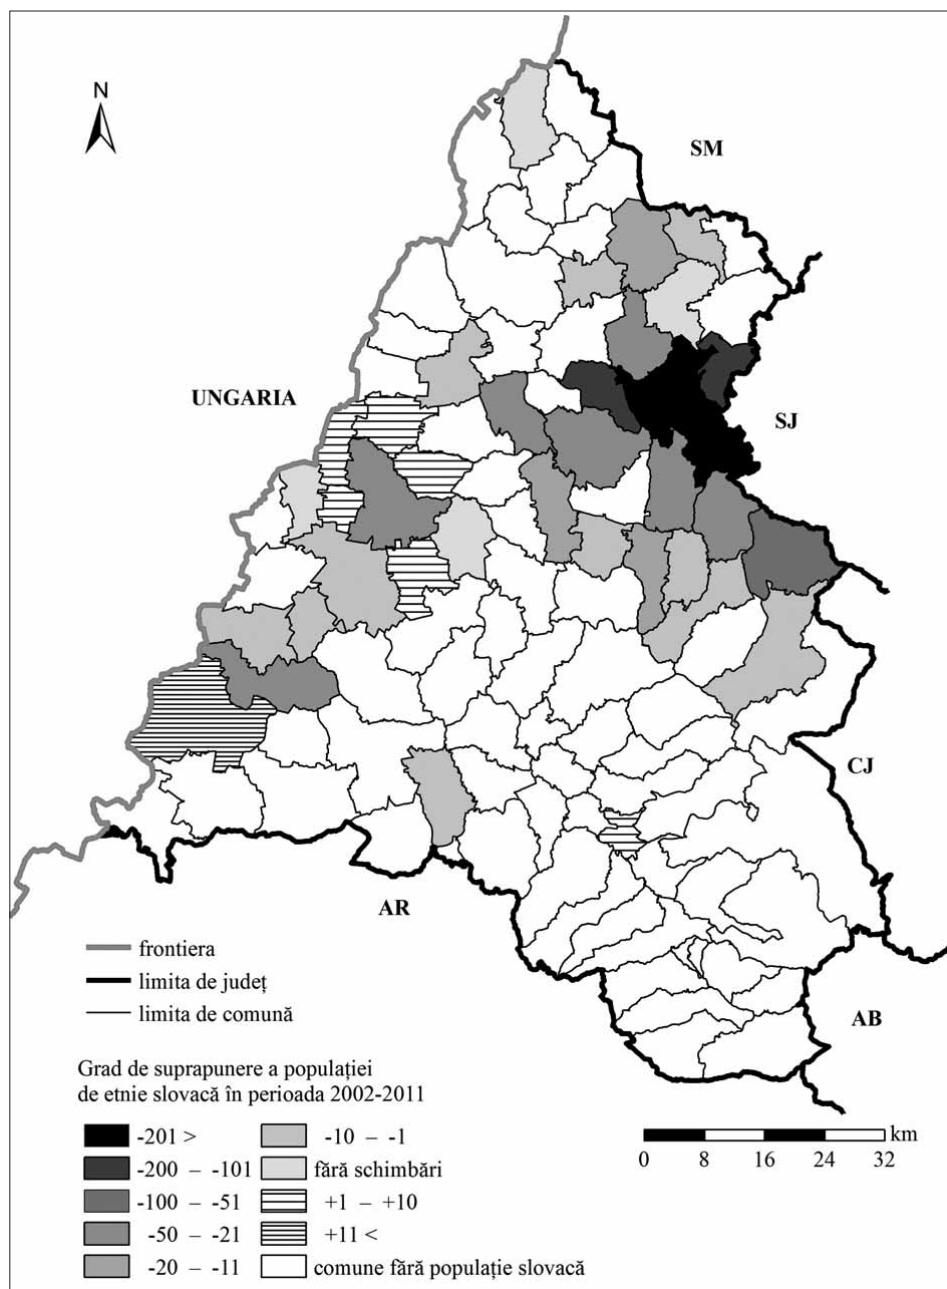 N
SM
UNGARIA
SJ
CJ
AR
AB
frontiera
limita de județ
limita de comună
Grad de suprapunere a populației
de etnie slovacă în perioada 2002-2011
-201 >
-200 – -101
-100 – -51
-50 – -21
-20 – -11
-10 – -1
fără schimbări
+1 – +10
+11 <
comune fără populație slovacă
km
0 8 16 24 32